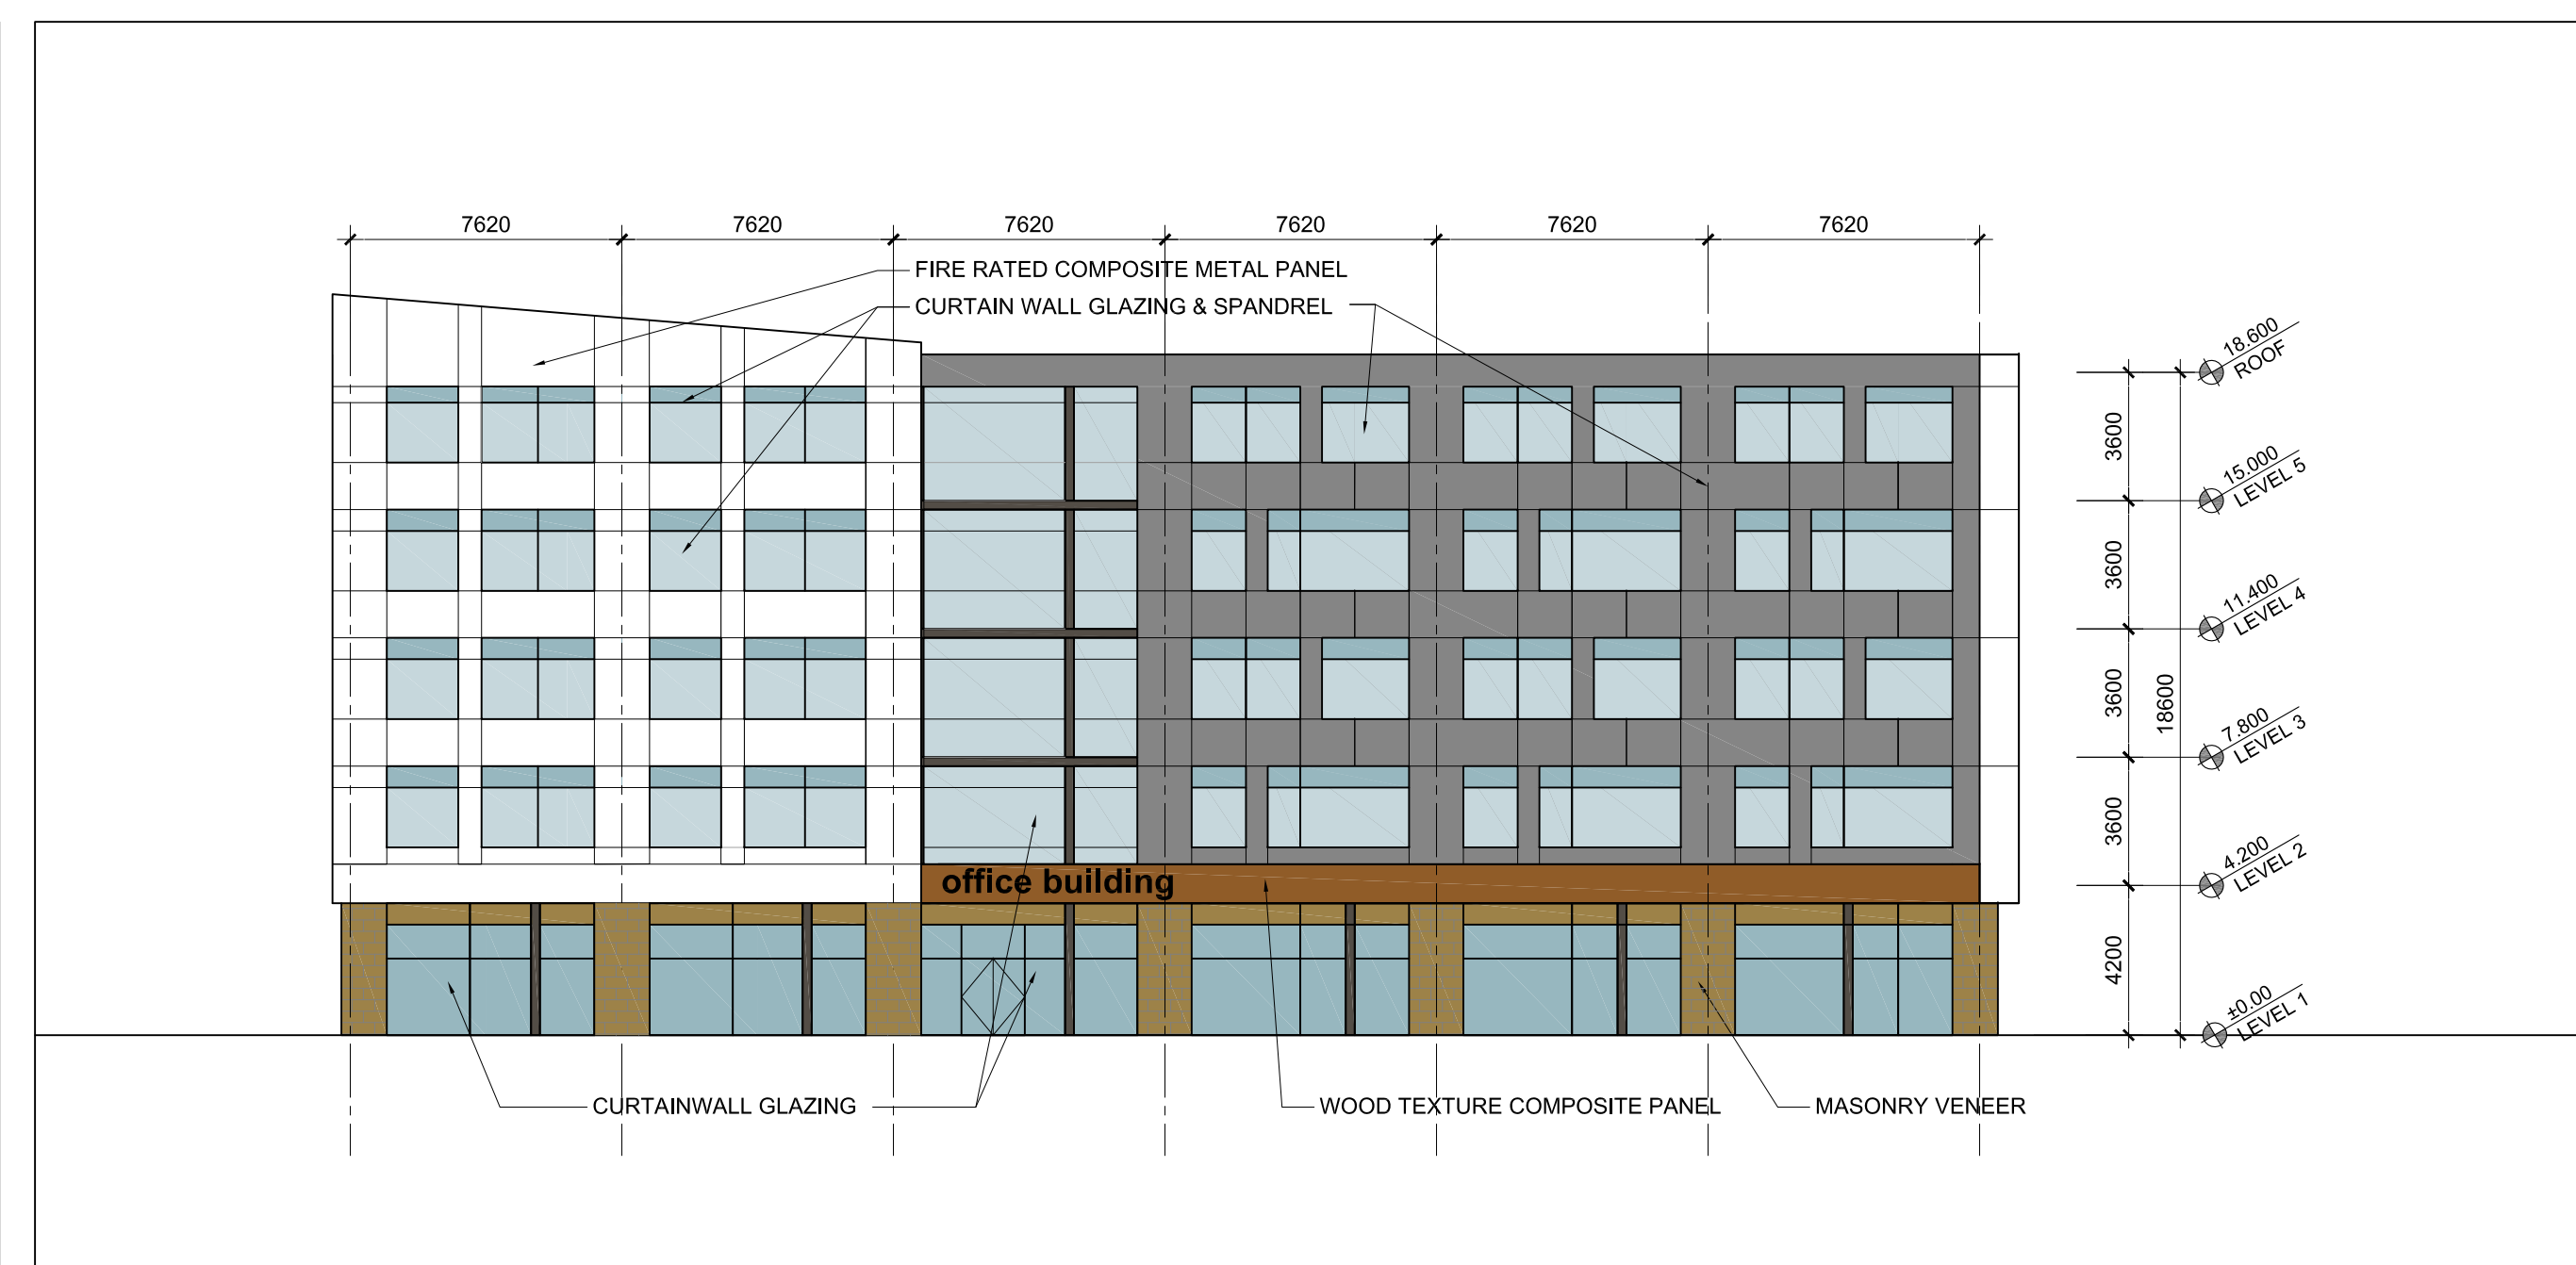 7620 7620 7620 7620 7620 7620
FIRE RATED COMPOSITE METAL PANEL
CURTAIN WALL GLAZING & SPANDREL
18.600
ROOF
3600
15.000
LEVEL 5
3600
11.400
LEVEL 4
3600
18600
7.800
LEVEL 3
3600
4.200
LEVEL 2
office building
4200
±0.00
LEVEL 1
CURTAINWALL GLAZING
WOOD TEXTURE COMPOSITE PANEL
MASONRY VENEER